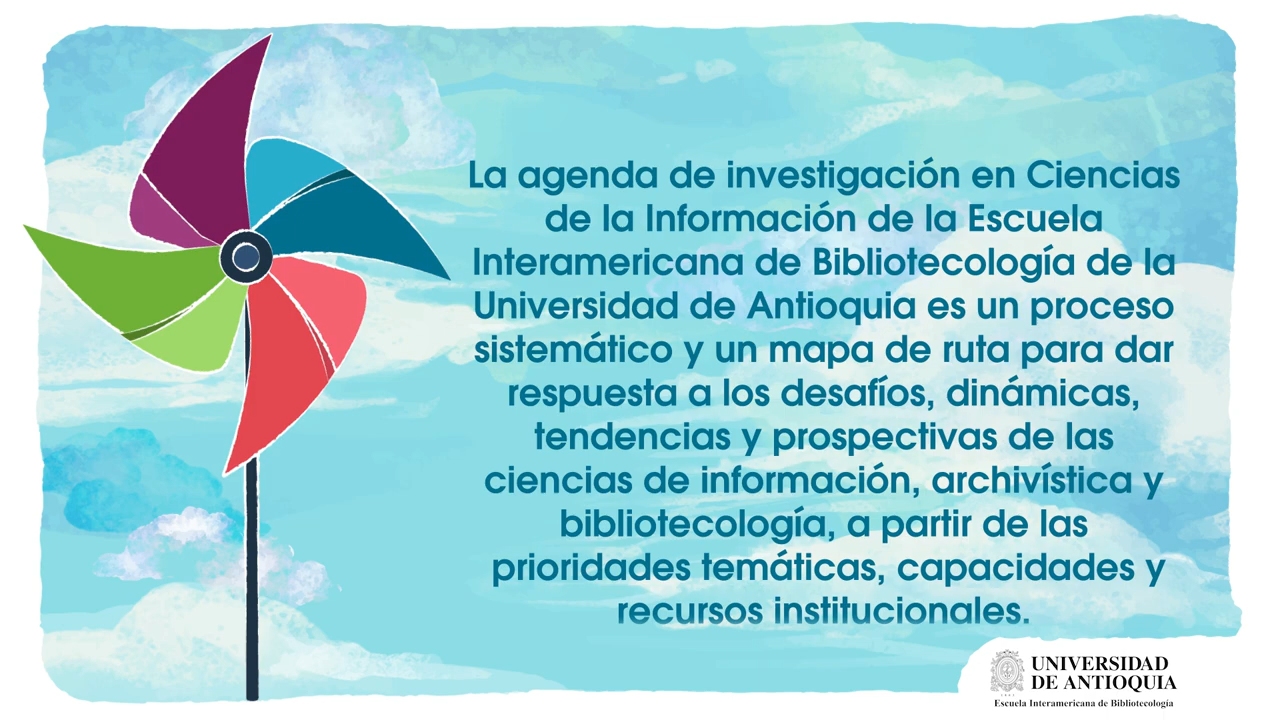 La agenda de investigación en Ciencias
de la Información de la Escuela
Interamericana de Bibliotecología de la
Universidad de Antioquia es un proceso
sistemático y un mapa de ruta para dar
respuesta a los desafíos, dinámicas,
tendencias y prospectivas de las
ciencias de información, archivística y
bibliotecología, a partir de las
prioridades temáticas, capacidades y
recursos institucionales.
UNIVERSIDAD
DE ANTIOQUIA
Escuela Interamericana de Bibliotecología